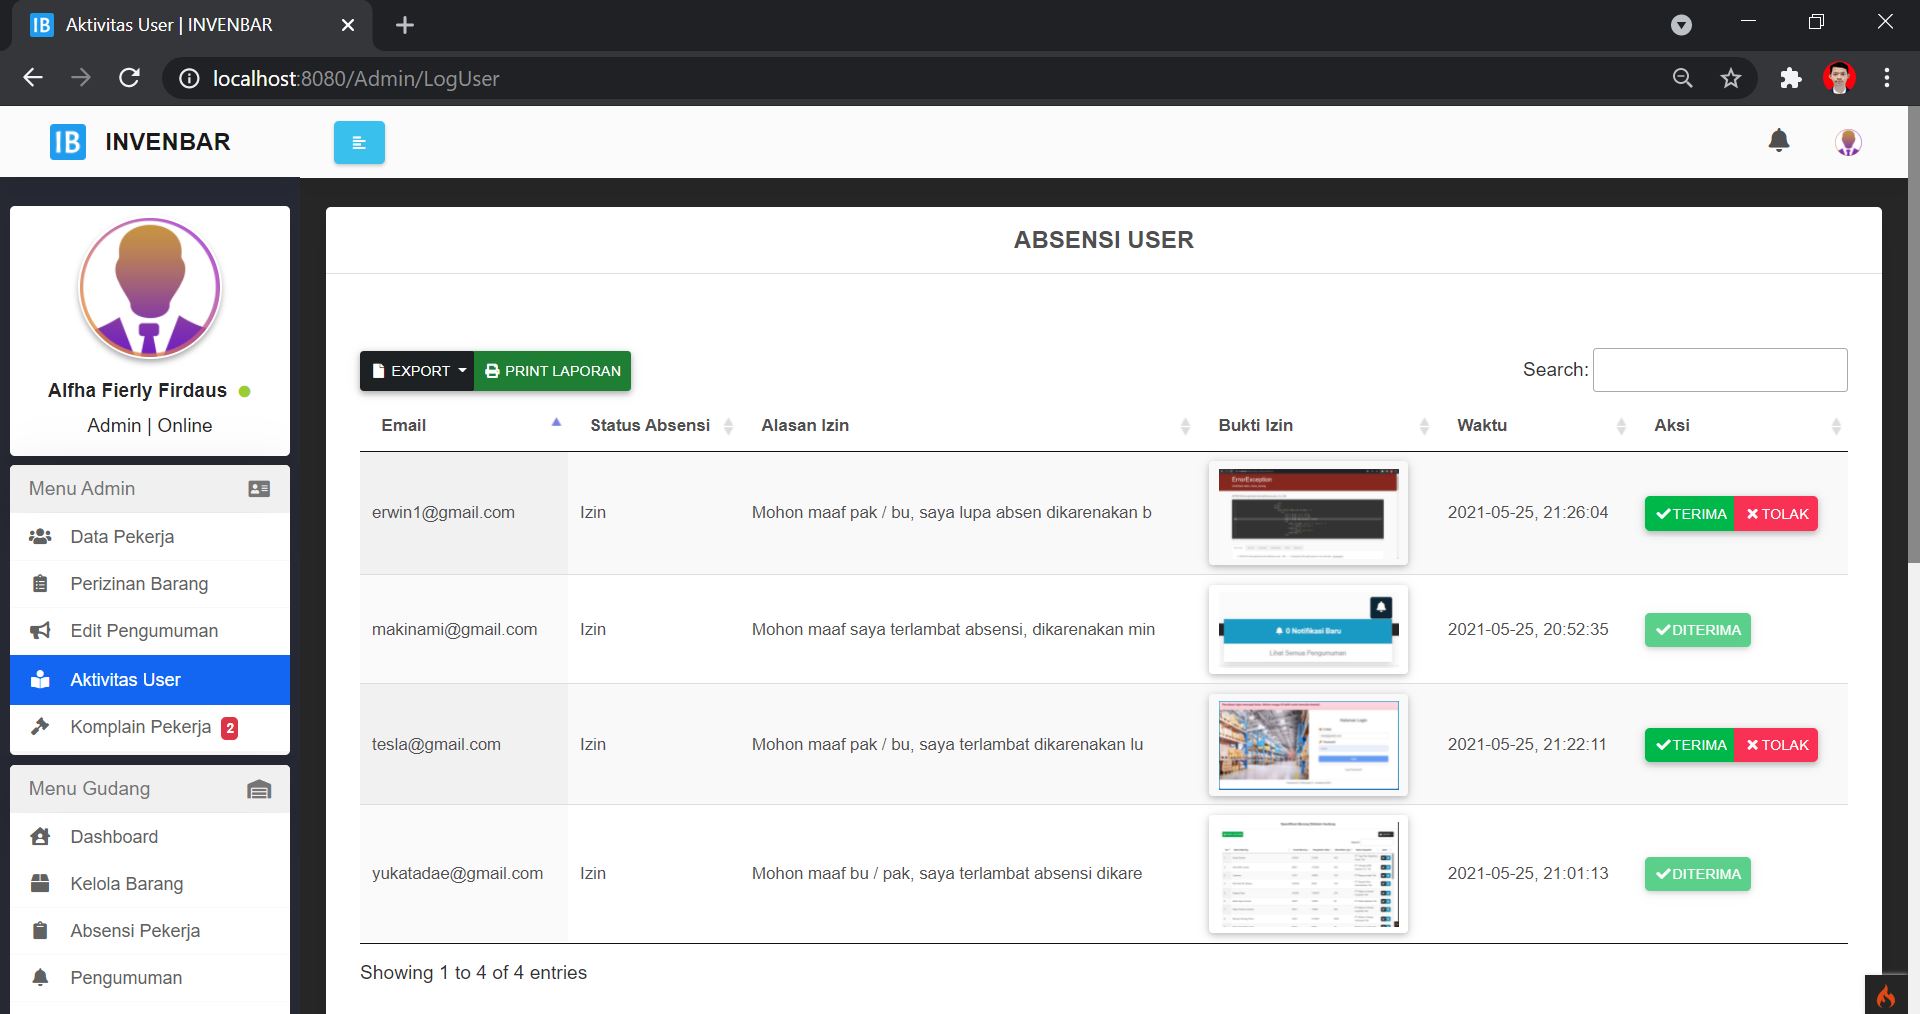 IB Aktivitas User | INVENBAR
localhost:8080/Admin/LogUser
IB INVENBAR
Alfha Fierly Firdaus
Admin | Online
Menu Admin
Data Pekerja
Perizinan Barang
Edit Pengumuman
Aktivitas User
Komplain Pekerja 2
Menu Gudang
Dashboard
Kelola Barang
Absensi Pekerja
Pengumuman
ABSENSI USER
EXPORT PRINT LAPORAN
Search:
Email Status Absensi Alasan Izin Bukti Izin Waktu Aksi
erwin1@gmail.com Izin Mohon maaf pak / bu, saya lupa absen dikarenakan b ErrorException 2021-05-25, 21:26:04 TERIMA TOLAK
makinami@gmail.com Izin Mohon maaf saya terlambat absensi, dikarenakan min 2021-05-25, 20:52:35 DITERIMA
0 Notifikasi Baru
Lihat Semua Pengumuman
tesla@gmail.com Izin Mohon maaf pak / bu, saya terlambat dikarenakan lu 2021-05-25, 21:22:11 TERIMA TOLAK
yukatadae@gmail.com Izin Mohon maaf bu / pak, saya terlambat absensi dikare 2021-05-25, 21:01:13 DITERIMA
Showing 1 to 4 of 4 entries